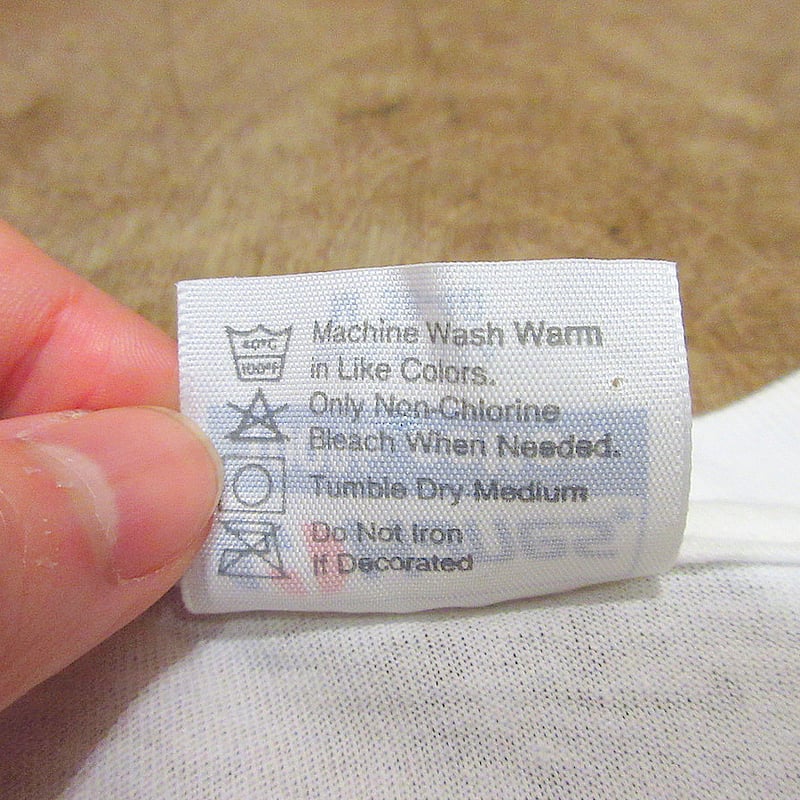 40°C
100°F
Machine Wash Warm
in Like Colors.
Only Non-Chlorine
Bleach When Needed.
Tumble Dry Medium
Do Not Iron
If Decorated